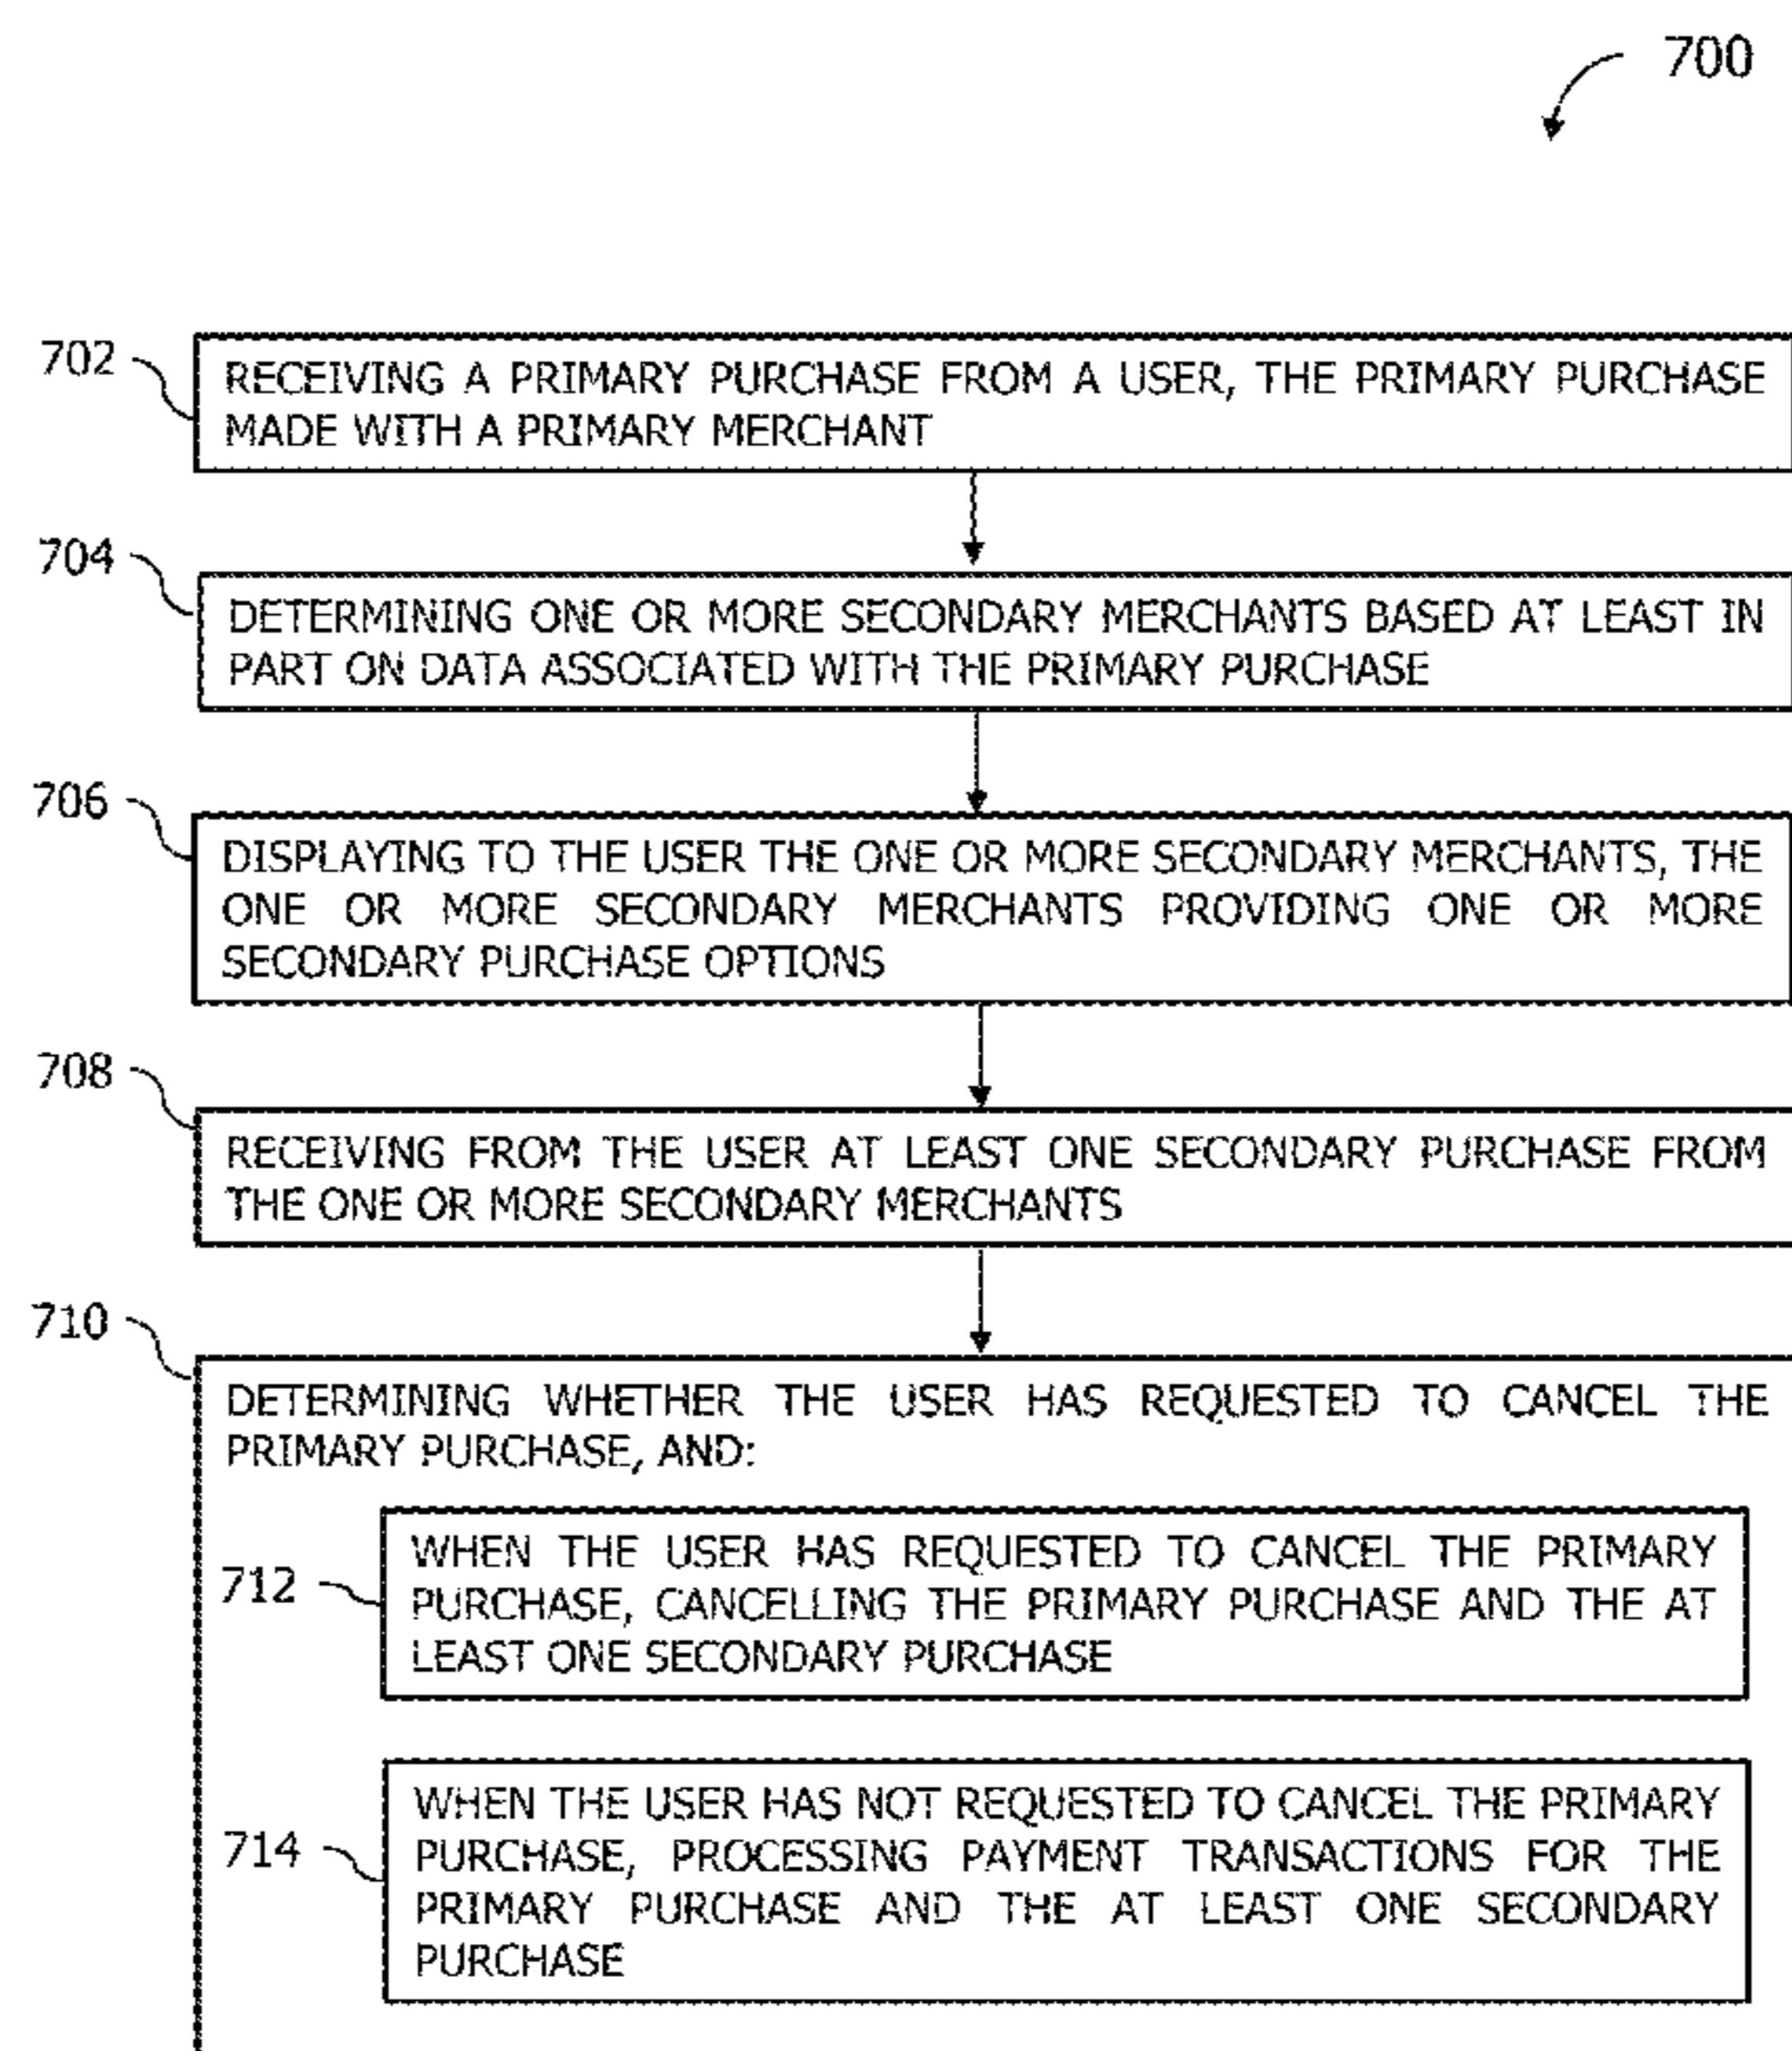 700
702
RECEIVING A PRIMARY PURCHASE FROM A USER, THE PRIMARY PURCHASE
MADE WITH A PRIMARY MERCHANT
704
DETERMINING ONE OR MORE SECONDARY MERCHANTS BASED AT LEAST IN
PART ON DATA ASSOCIATED WITH THE PRIMARY PURCHASE
706
DISPLAYING TO THE USER THE ONE OR MORE SECONDARY MERCHANTS, THE
ONE OR MORE SECONDARY MERCHANTS PROVIDING ONE OR MORE
SECONDARY PURCHASE OPTIONS
708
RECEIVING FROM THE USER AT LEAST ONE SECONDARY PURCHASE FROM
THE ONE OR MORE SECONDARY MERCHANTS
710
DETERMINING WHETHER THE USER HAS REQUESTED TO CANCEL THE
PRIMARY PURCHASE, AND:
712
WHEN THE USER HAS REQUESTED TO CANCEL THE PRIMARY
PURCHASE, CANCELLING THE PRIMARY PURCHASE AND THE AT
LEAST ONE SECONDARY PURCHASE
714
WHEN THE USER HAS NOT REQUESTED TO CANCEL THE PRIMARY
PURCHASE, PROCESSING PAYMENT TRANSACTIONS FOR THE
PRIMARY PURCHASE AND THE AT LEAST ONE SECONDARY
PURCHASE